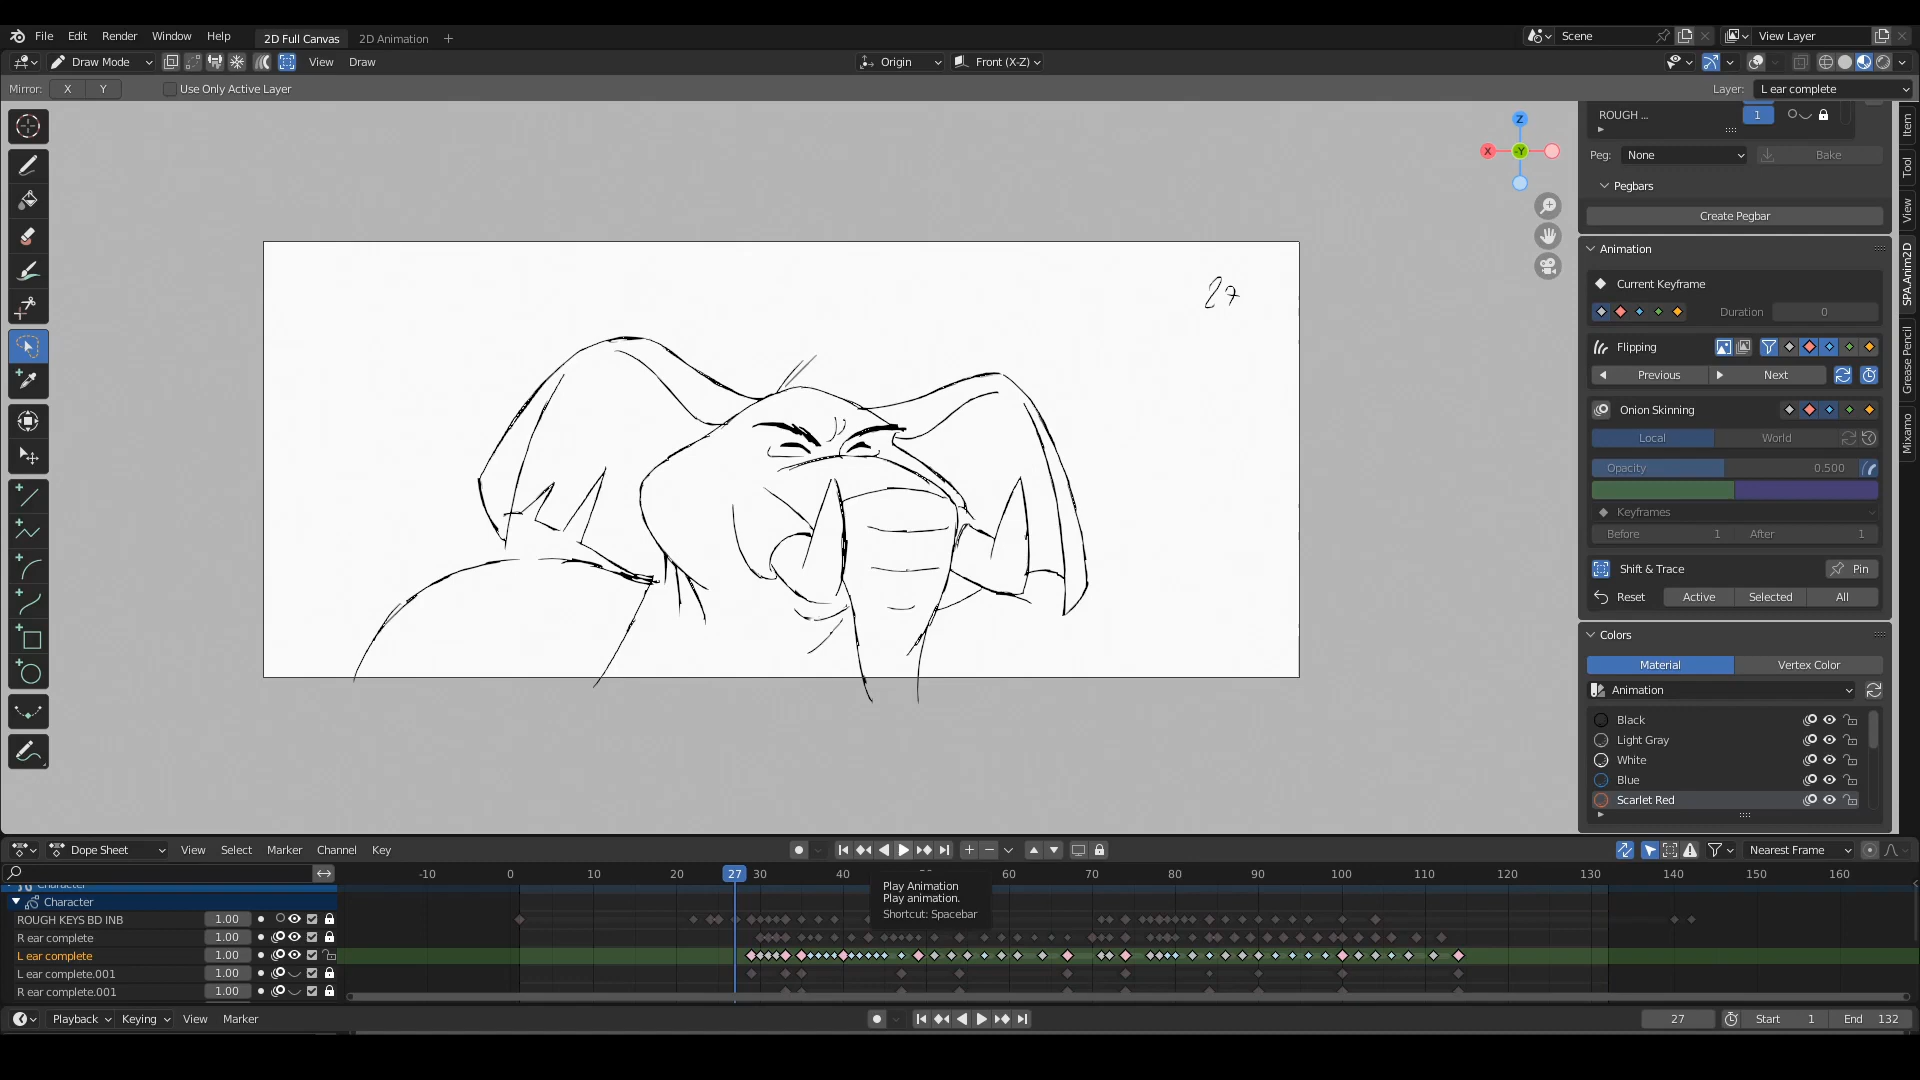 File Edit Render Window Help 2D Full Canvas 2D Animation + Scene View Layer
Draw Mode View Draw Origin Front (X-Z)
Mirror: X Y Use Only Active Layer Layer: L ear complete
ROUGH ... 1
Peg: None Bake
Pegbars
Create Pegbar
Animation
Current Keyframe
Duration 0
Flipping
Previous Next
Onion Skinning
Local World
Opacity 0.500
Keyframes
Before 1 After 1
Shift & Trace Pin
Reset Active Selected All
Colors
Material Vertex Color
Animation
Black
Light Gray
White
Blue
Scarlet Red
Item
Tool
View
SPA.Anim2D
Grease Pencil
Mixamo
Z
X -Y
27
Dope Sheet View Select Marker Channel Key Nearest Frame
-10 0 10 20 27 30 40 50 60 70 80 90 100 110 120 130 140 150 160
Character
Character
ROUGH KEYS BD INB 1.00
R ear complete 1.00
L ear complete 1.00
L ear complete.001 1.00
R ear complete.001 1.00
Play Animation
Play animation.
Shortcut: Spacebar
Playback Keying View Marker 27 Start 1 End 132